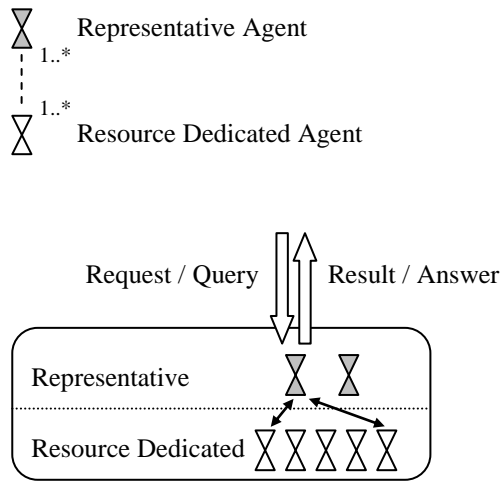 Representative Agent
1..*
1..*
Resource Dedicated Agent
Request / Query Result / Answer
Representative
Resource Dedicated